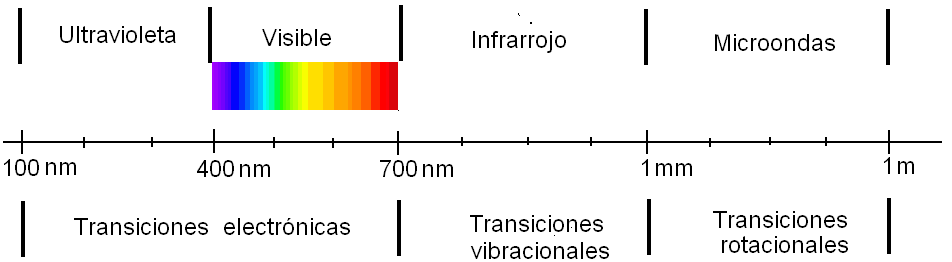 Ultravioleta Visible Infrarrojo Microondas
100 nm 400 nm 700 nm 1 mm 1 m
Transiciones electrónicas Transiciones Transiciones
vibracionales rotacionales